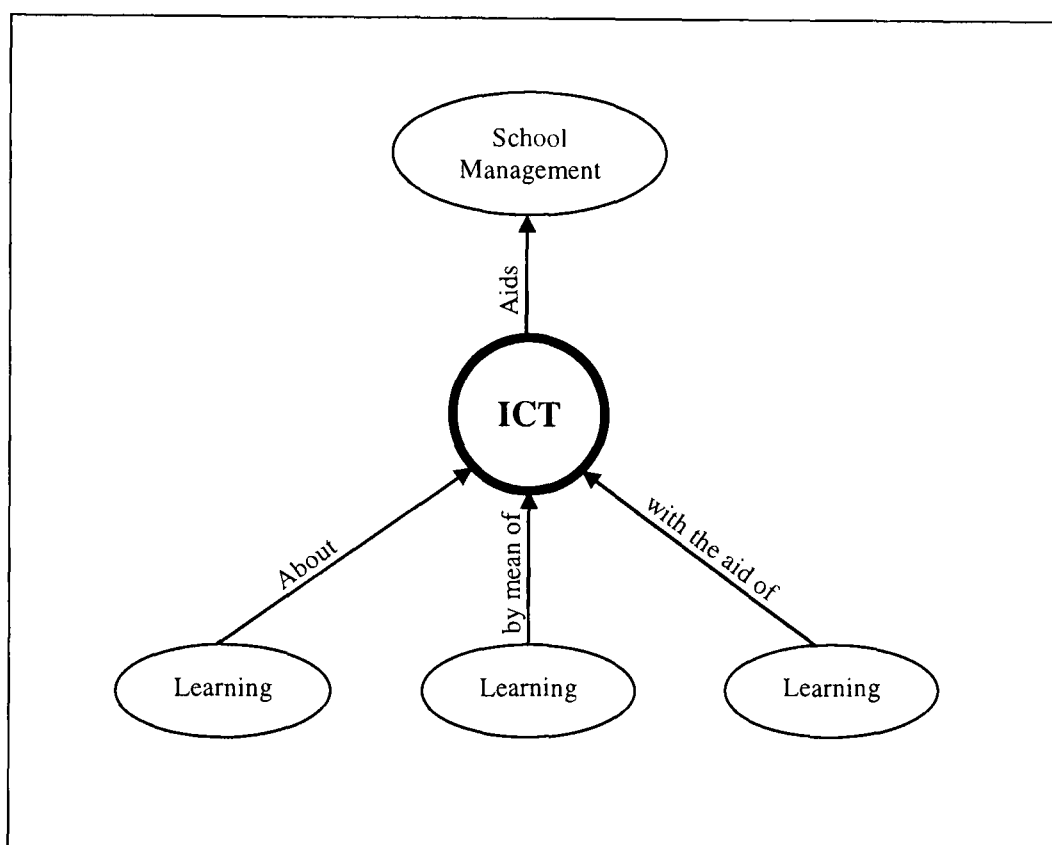 School
Management
Aids
ICT
About
by mean of
with the aid of
Learning
Learning
Learning